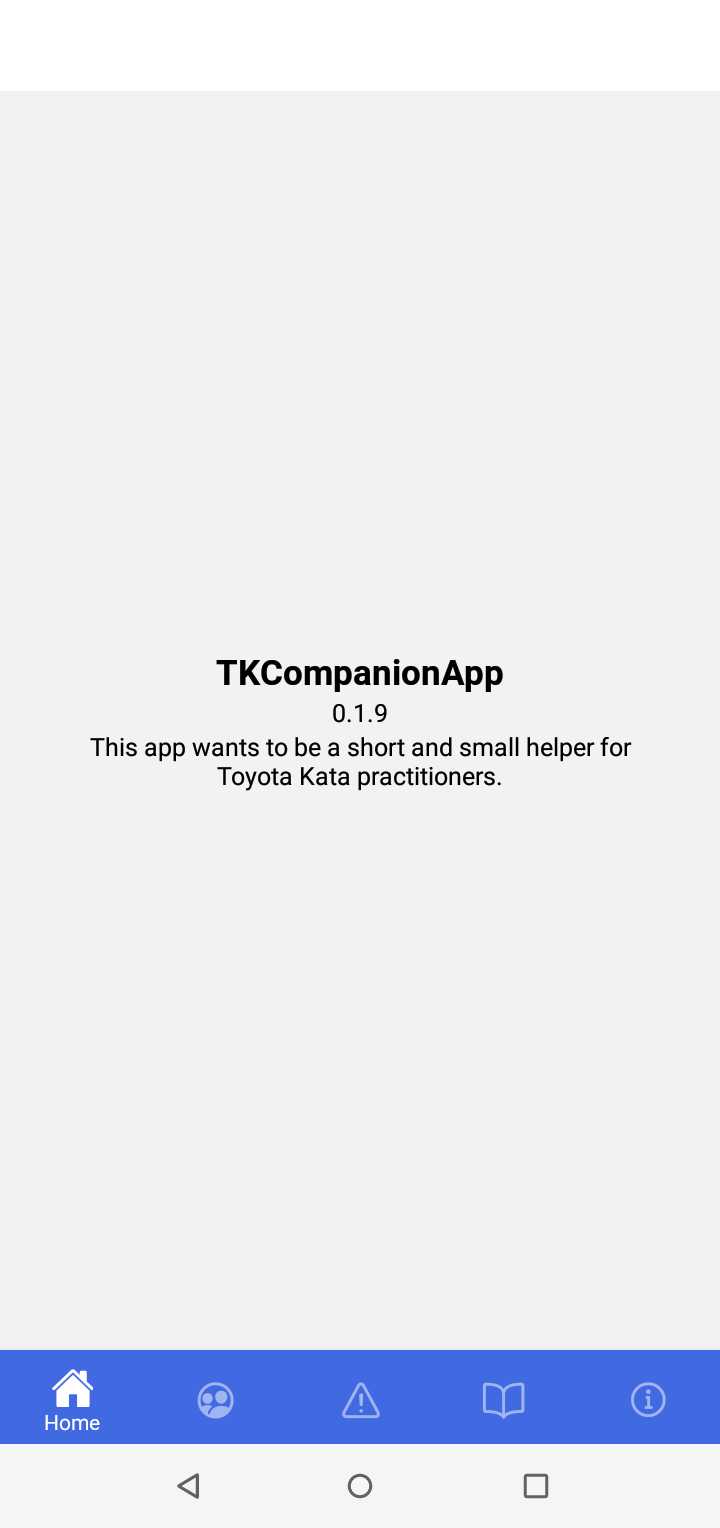 TKCompanionApp
0.1.9
This app wants to be a short and small helper for
Toyota Kata practitioners.
Home